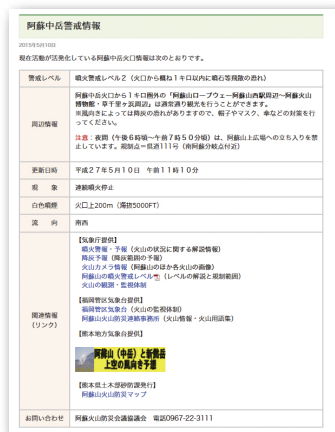 阿蘇中岳警戒情報
2015年5月10日
現在活動が活発化している阿蘇中岳火口情報は次のとおりです。
警戒レベル
噴火警戒レベル2（火口から概ね1キロ以内に噴石等飛散の恐れ）
周辺情報
阿蘇中岳火口から1キロ圏外の『阿蘇山ロープウェー阿蘇山西駅周辺～阿蘇火山
博物館・草千里ヶ浜周辺』は通常通り観光を行うことができます。
※風向きによっては降灰の恐れがありますので、帽子やマスク、傘などの対策を行
ってください。
注意：夜間（午後6時頃～午前7時50分頃）は、阿蘇山上広場への立ち入りを禁
止しています。規制点＝県道111号（南阿蘇分岐点付近）
更新日時
平成27年5月10日 午前11時10分
現 象
連続噴火停止
白色噴煙
火口上200m（海抜5000FT）
流 向
南西
関連情報
（リンク）
【気象庁提供】
噴火警報・予報（火山の状況に関する解説情報）
降灰予報（降灰範囲の予報）
火山カメラ情報（阿蘇山のほか各火山の画像）
阿蘇山の噴火警戒レベル（レベルの解説と規制範囲）
火山の観測・監視体制
【福岡管区気象台提供】
福岡管区気象台（火山の監視体制）
阿蘇山火山防災連絡事務所（火山情報・火山用語集）
【熊本地方気象台提供】
阿蘇山（中岳）と新燃岳
上空の風向き予想
【熊本県土木部砂防課発行】
阿蘇山火山防災マップ
お問い合わせ
阿蘇火山防災会議協議会 電話0967-22-3111